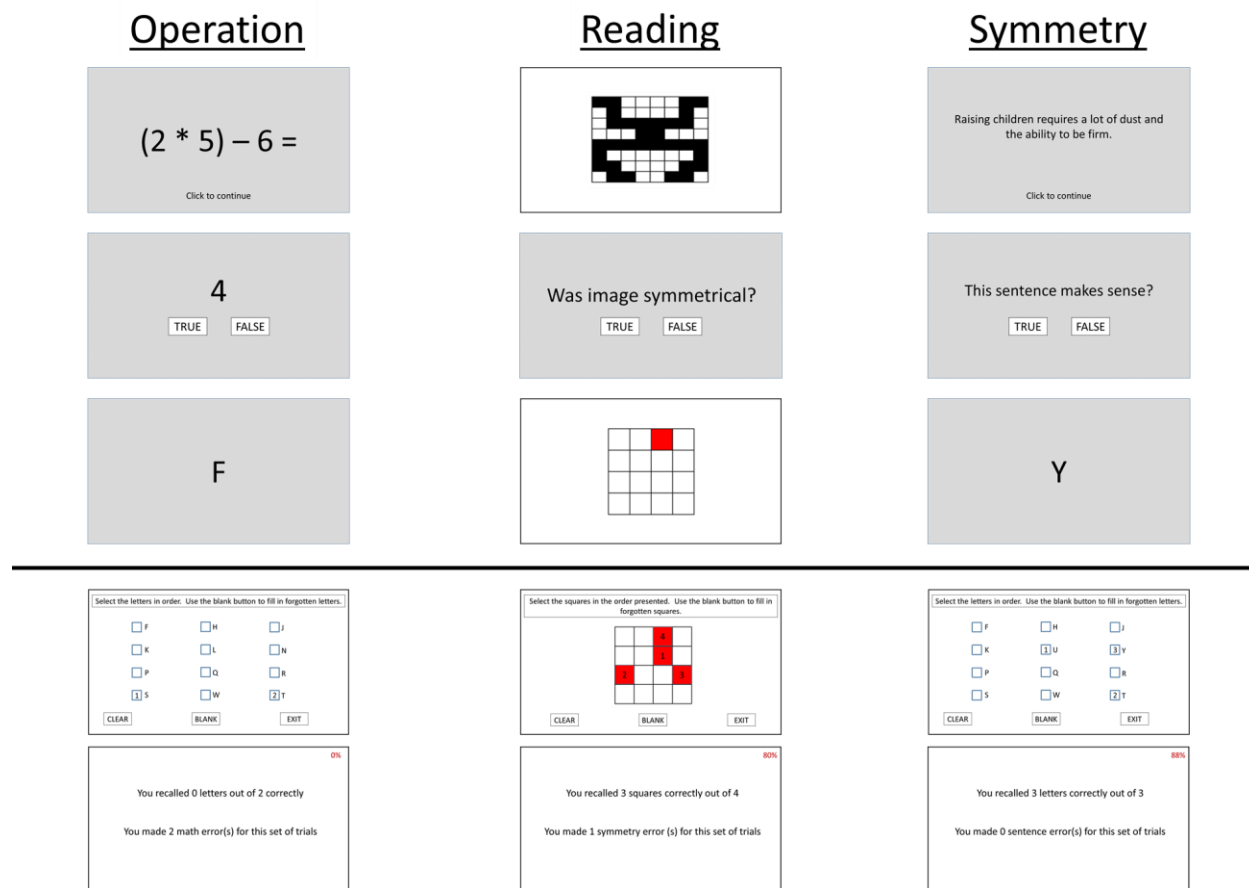 Operation
Reading
Symmetry
(2 * 5) – 6 =
Click to continue
Raising children requires a lot of dust and
the ability to be firm.
Click to continue
4
TRUE FALSE
Was image symmetrical?
TRUE FALSE
This sentence makes sense?
TRUE FALSE
F
Y
Select the letters in order. Use the blank button to fill in forgotten letters.
F H J
K L N
P Q R
1 S W 2 T
CLEAR BLANK EXIT
Select the squares in the order presented. Use the blank button to fill in
forgotten squares.
4
1
2 3
CLEAR BLANK EXIT
Select the letters in order. Use the blank button to fill in forgotten letters.
F H J
K 1 U 3 Y
P Q R
S W 2 T
CLEAR BLANK EXIT
0%
You recalled 0 letters out of 2 correctly
You made 2 math error(s) for this set of trials
80%
You recalled 3 squares correctly out of 4
You made 1 symmetry error (s) for this set of trials
88%
You recalled 3 letters correctly out of 3
You made 0 sentence error(s) for this set of trials